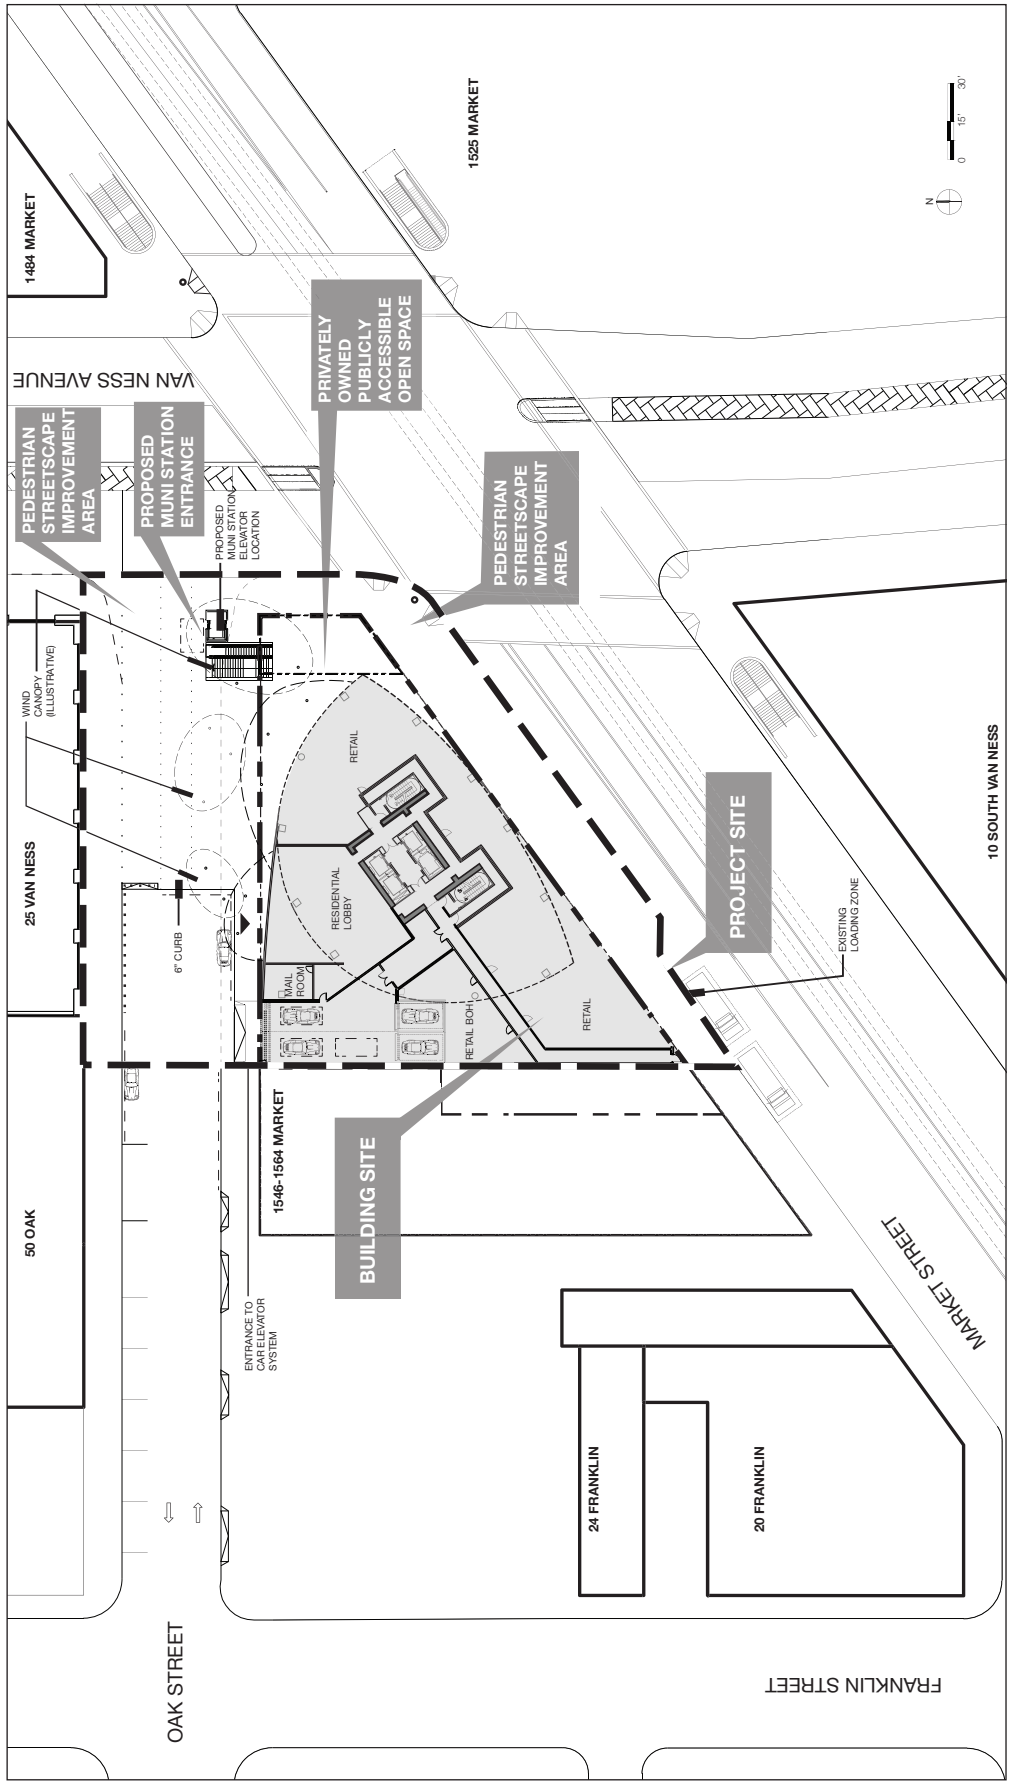 50 OAK
25 VAN NESS
WIND
CANOPY
(ILLUSTRATIVE)
PEDESTRIAN
STREETSCAPE
IMPROVEMENT
AREA
VAN NESS AVENUE
1484 MARKET
OAK STREET
6" CURB
PROPOSED
MUNI STATION
ENTRANCE
PROPOSED
MUNI STATION
ELEVATOR
LOCATION
ENTRANCE TO
CAR ELEVATOR
SYSTEM
1546-1564 MARKET
MAIL
ROOM
RESIDENTIAL
LOBBY
RETAIL
PRIVATELY
OWNED
PUBLICLY
ACCESSIBLE
OPEN SPACE
BUILDING SITE
RETAIL BOH
1525 MARKET
PEDESTRIAN
STREETSCAPE
IMPROVEMENT
AREA
24 FRANKLIN
RETAIL
PROJECT SITE
20 FRANKLIN
FRANKLIN STREET
EXISTING
LOADING ZONE
MARKET STREET
10 SOUTH VAN NESS
N
0 15' 30'